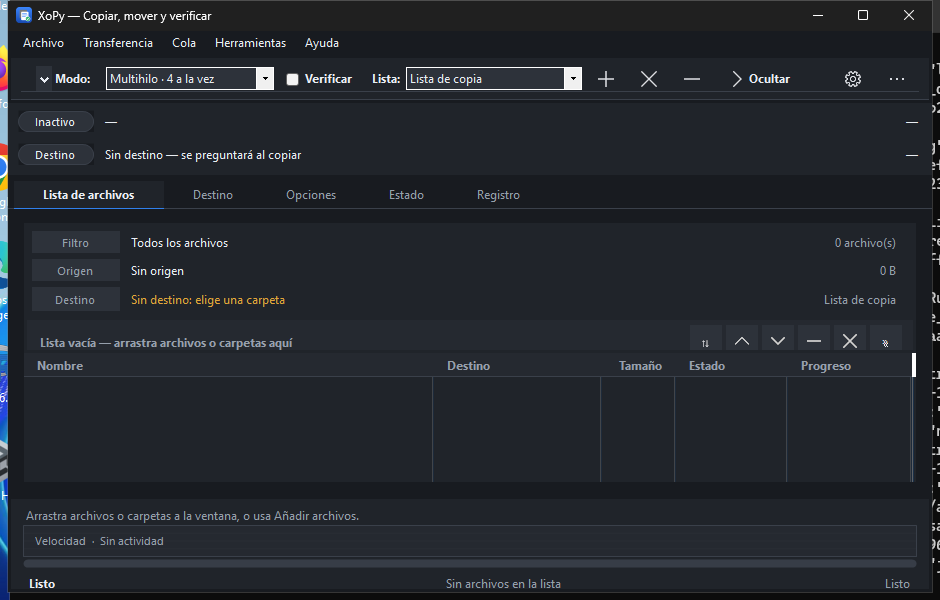 XoPy — Copiar, mover y verificar
Archivo Transferencia Cola Herramientas Ayuda
Modo: Multihilo · 4 a la vez Verificar Lista: Lista de copia Ocultar
Inactivo — —
Destino Sin destino — se preguntará al copiar —
Lista de archivos Destino Opciones Estado Registro
Filtro Todos los archivos 0 archivo(s)
Origen Sin origen 0 B
Destino Sin destino: elige una carpeta Lista de copia
Lista vacía — arrastra archivos o carpetas aquí
Nombre Destino Tamaño Estado Progreso
Arrastra archivos o carpetas a la ventana, o usa Añadir archivos.
Velocidad · Sin actividad
Listo Sin archivos en la lista Listo